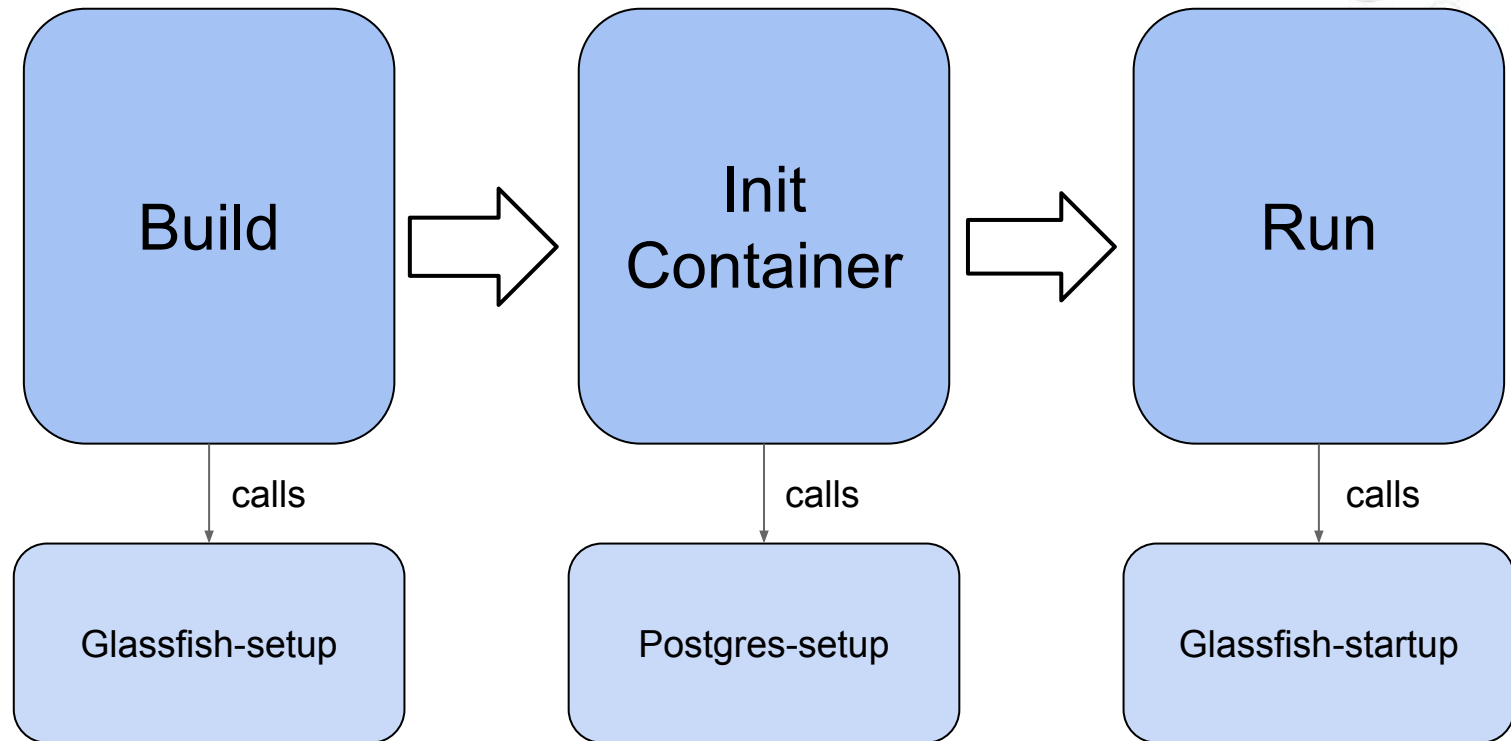 Build
Init
Container
Run
calls
calls
calls
Glassfish-setup
Postgres-setup
Glassfish-startup